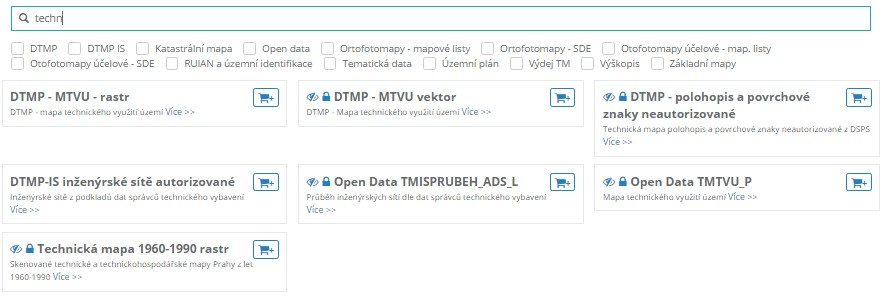 techn
DTMP DTMP IS Katastrální mapa Open data Ortofotomapy - mapové listy Ortofotomapy - SDE Otofotomapy účelové - map. listy
Otofotomapy účelové - SDE RUIAN a územní identifikace Tematická data Územní plán Výdej TM Výškopis Základní mapy
DTMP - MTVU - rastr
DTMP - mapa technického využití území Více >>
DTMP - MTVU vektor
DTMP - Mapa technického využití území Více >>
DTMP - polohopis a povrchové
znaky neautorizované
Technická mapa polohopis a povrchové znaky neautorizované z DSPS
Více >>
DTMP-IS inženýrské sítě autorizované
Inženýrské sítě z podkladů dat správců technického vybavení
Více >>
Open Data TMISPRUBEH_ADS_L
Průběh inženýrských sítí dle dat správců technického vybavení
Více >>
Open Data TMTVU_P
Mapa technického využití území Více >>
Technická mapa 1960-1990 rastr
Skenované technické a technickohospodářské mapy Prahy z let
1960-1990 Více >>